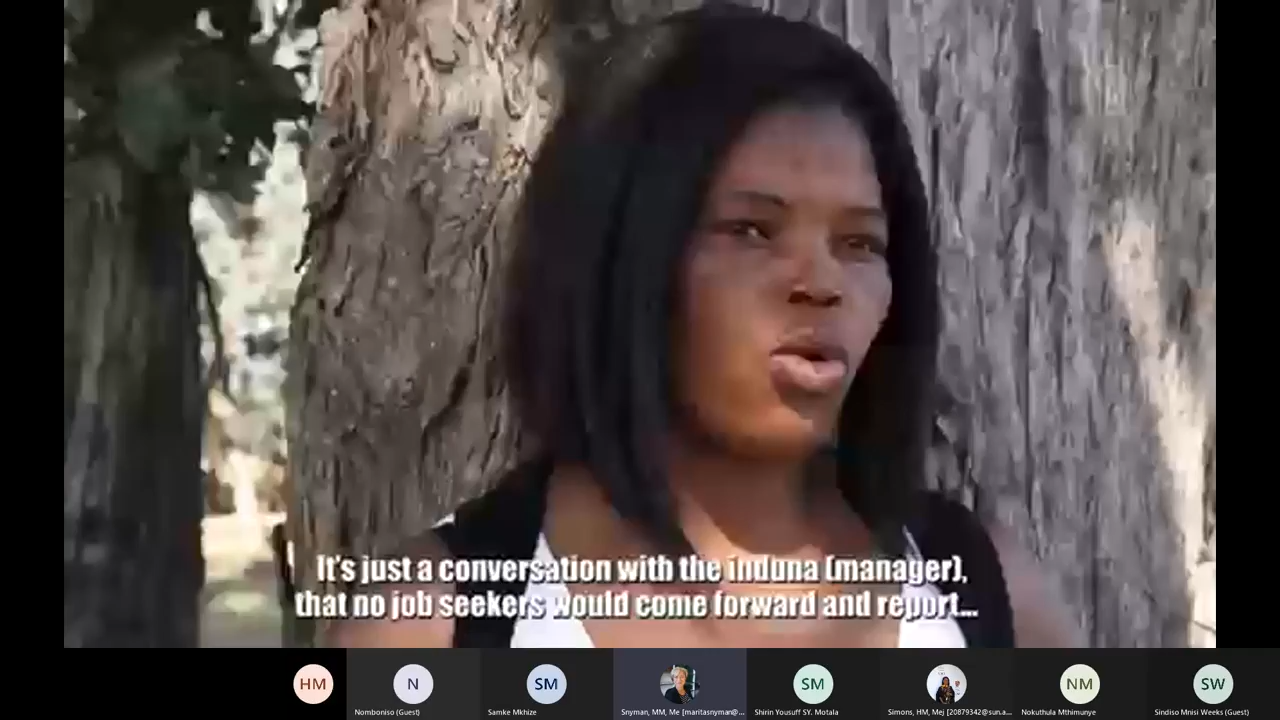 It's just a conversation with the induna (manager),
that no job seekers would come forward and report...
HM
N
SM
SM
NM
SW
Nomboniso (Guest)
Samke Mkhize
Snyman, MM, Me [maritasnyman@...
Shirin Yousuff SY. Motala
Simons, HM, Mej [20879342@sun.a...
Nokuthula Mthimunye
Sindiso Mnisi Weeks (Guest)